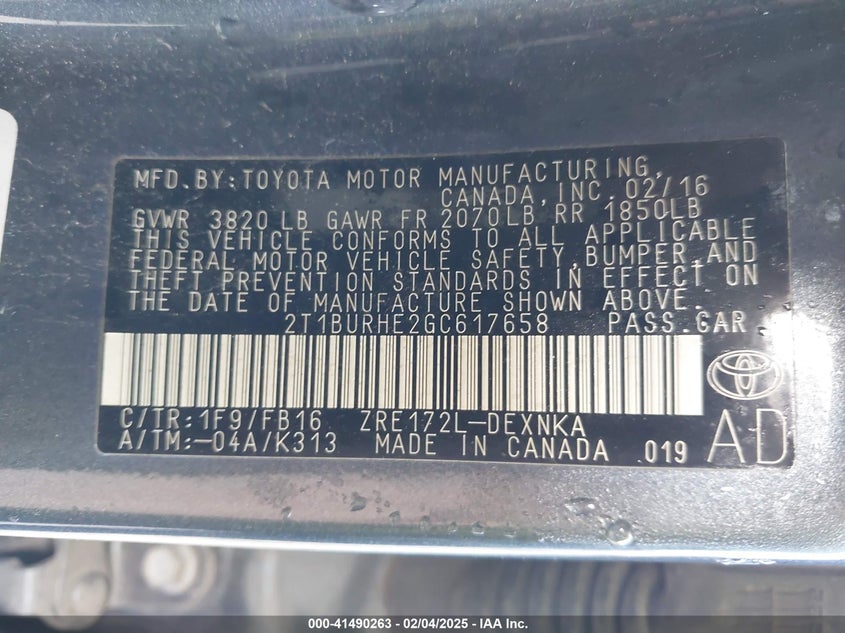 MFD.BY:TOYOTA MOTOR MANUFACTURING,
CANADA,INC. 02/16
GVWR 3820 LB GAWR FR 2070LB RR 1850LB
THIS VEHICLE CONFORMS TO ALL APPLICABLE
FEDERAL MOTOR VEHICLE SAFETY,BUMPER,AND
THEFT PREVENTION STANDARDS IN EFFECT ON
THE DATE OF MANUFACTURE SHOWN ABOVE.
2T1BURHE2GC617658 PASS.CAR
C/TR:1F9/FB16 ZRE172L-DEXNKA
A/TM:-04A/K313 MADE IN CANADA 019 AD
000-41490263 - 02/04/2025 - IAA Inc.